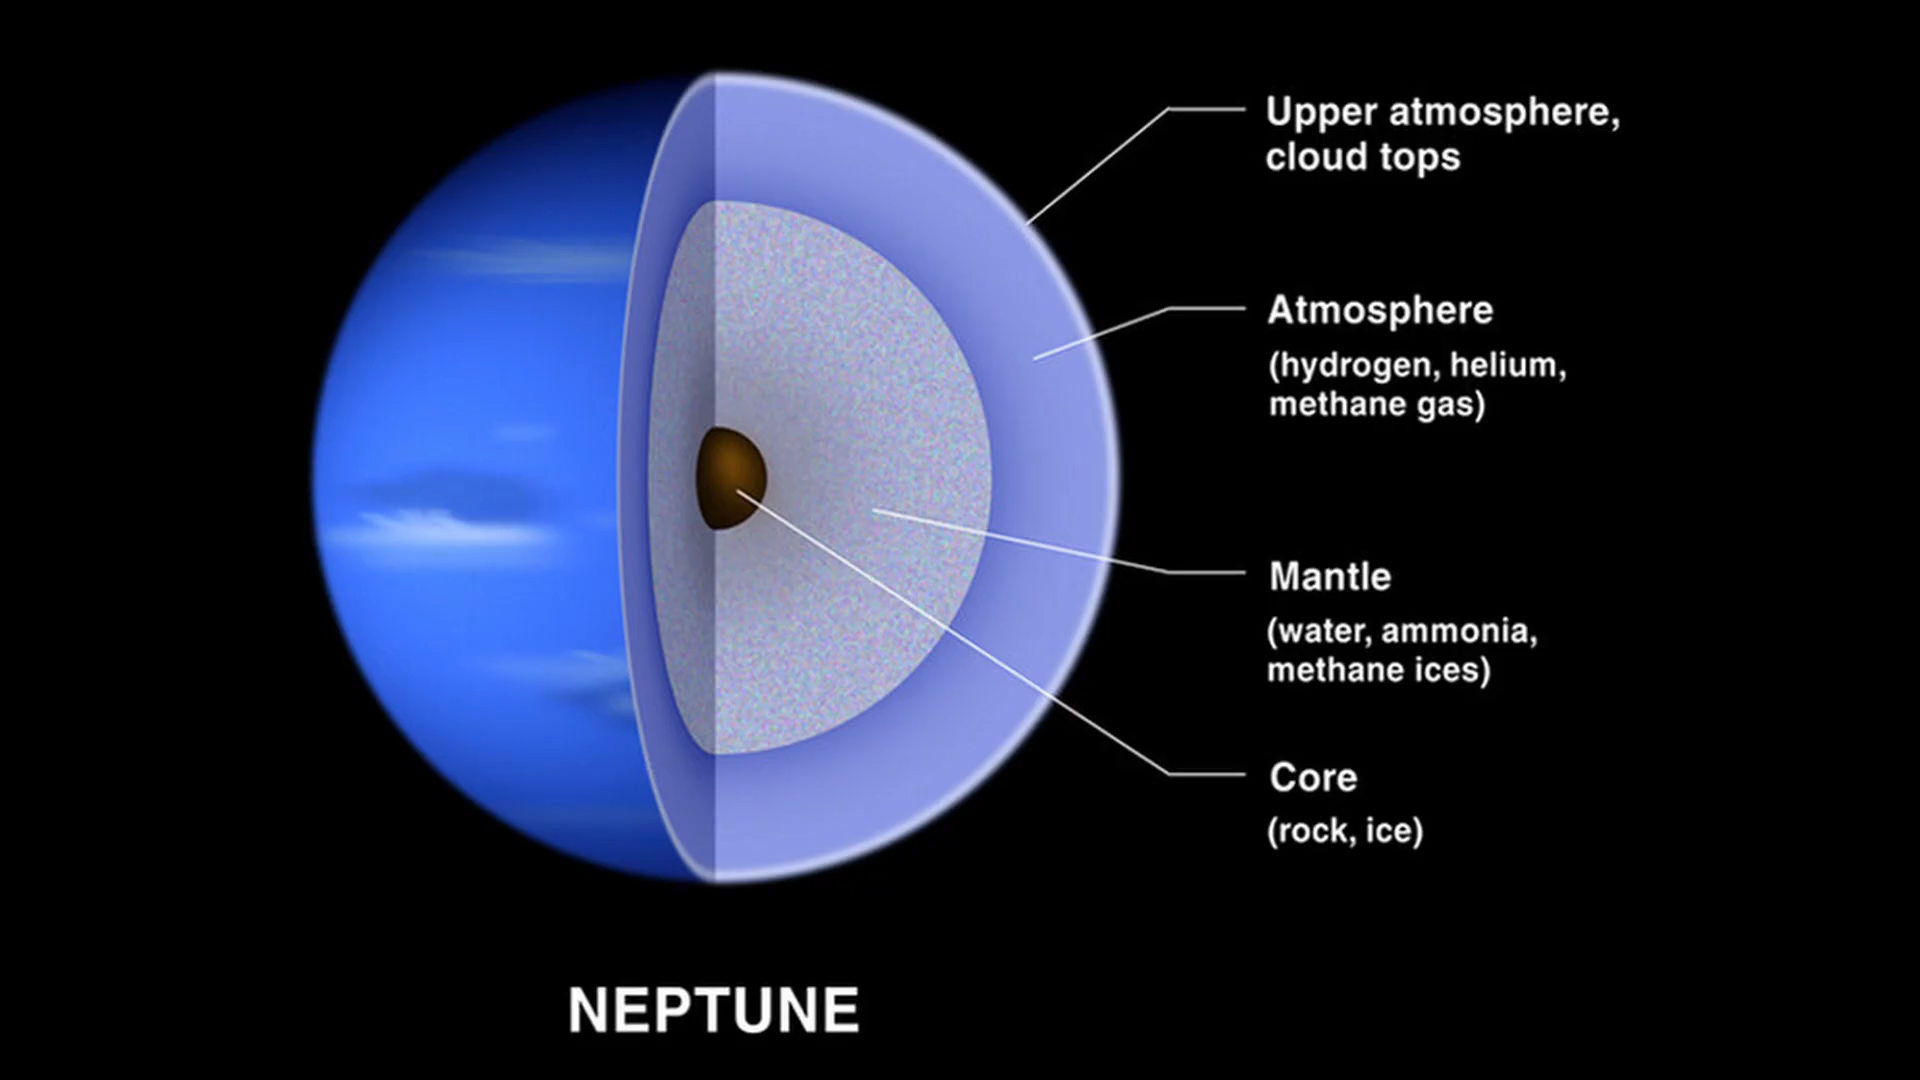 Upper atmosphere,
cloud tops
Atmosphere
(hydrogen, helium,
methane gas)
Mantle
(water, ammonia,
methane ices)
Core
(rock, ice)
NEPTUNE